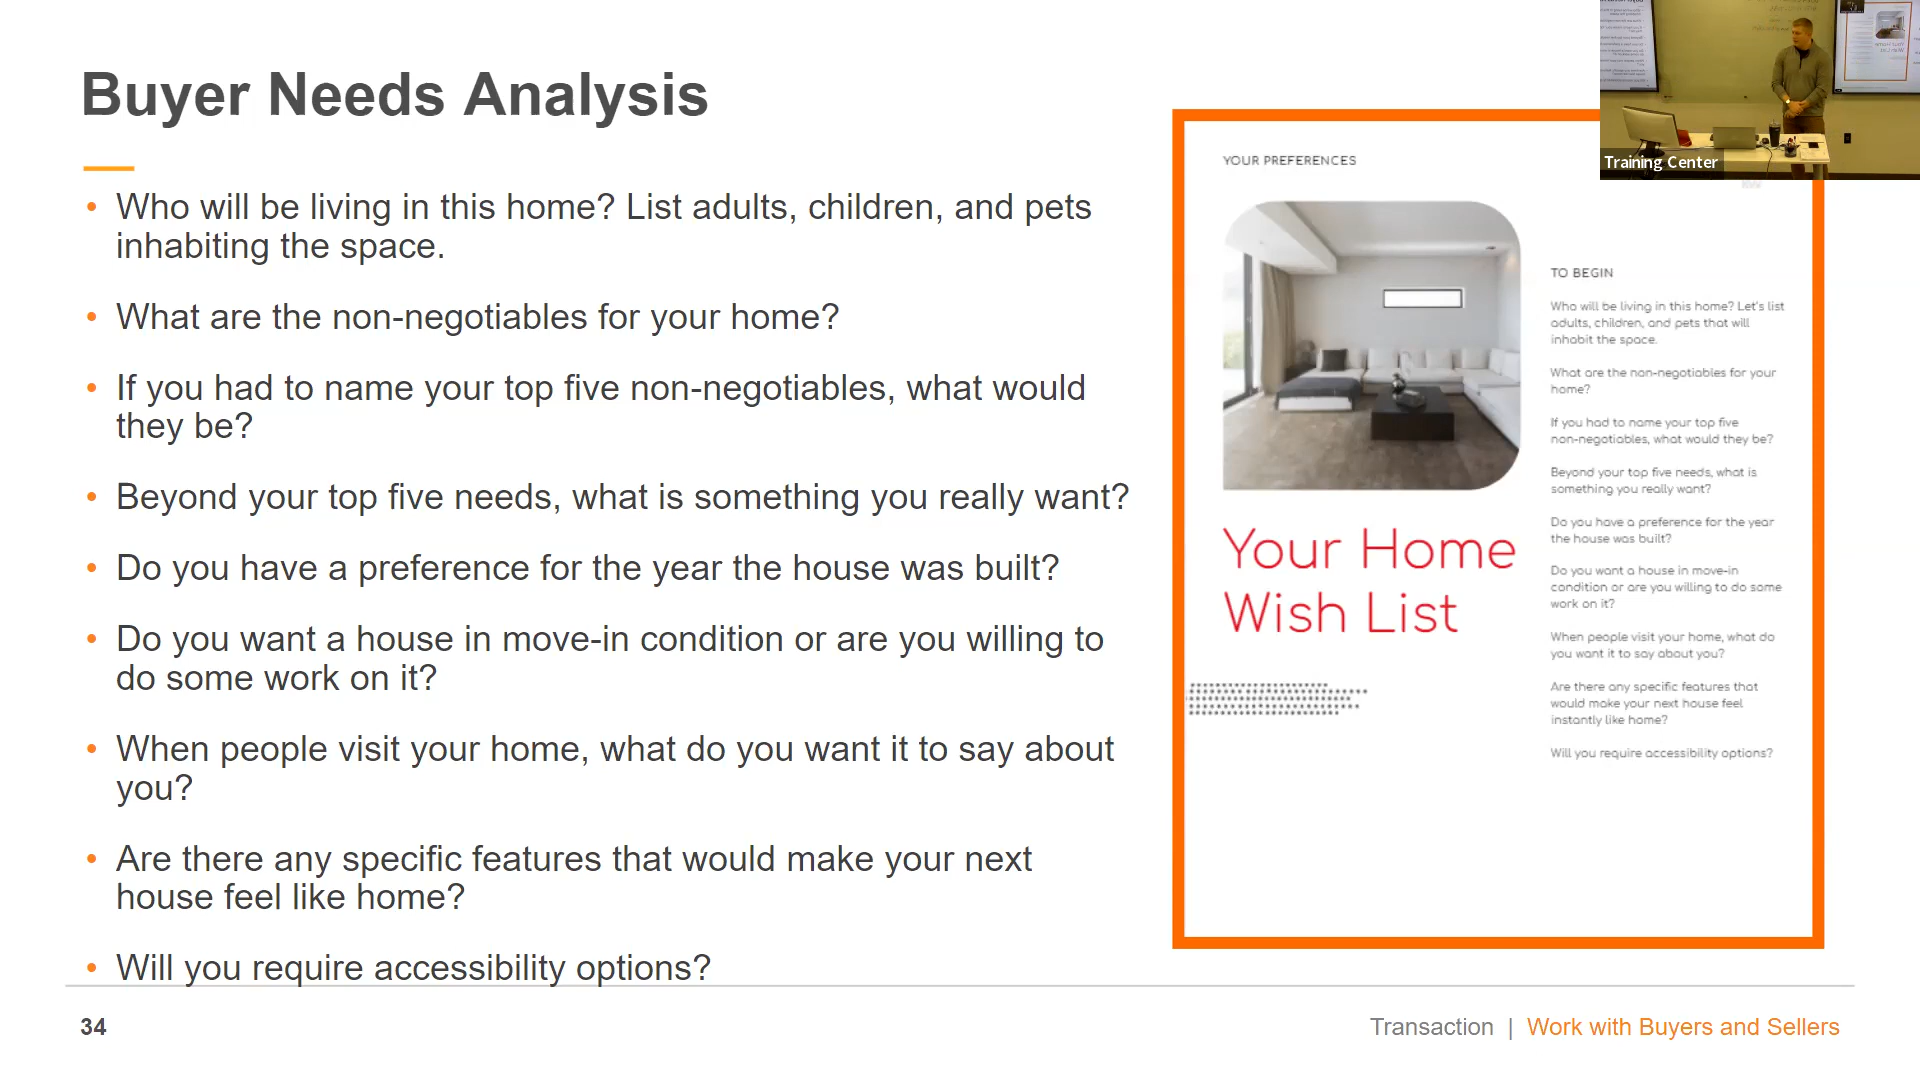 Buyer Needs Analysis
• Who will be living in this home? List adults, children, and pets
inhabiting the space.
• What are the non-negotiables for your home?
• If you had to name your top five non-negotiables, what would
they be?
• Beyond your top five needs, what is something you really want?
• Do you have a preference for the year the house was built?
• Do you want a house in move-in condition or are you willing to
do some work on it?
• When people visit your home, what do you want it to say about
you?
• Are there any specific features that would make your next
house feel like home?
• Will you require accessibility options?
YOUR PREFERENCES
Your Home
Wish List
TO BEGIN
Who will be living in this home? Let's list
adults, children, and pets that will
inhabit the space.
What are the non-negotiables for your
home?
If you had to name your top five
non-negotiables, what would they be?
Beyond your top five needs, what is
something you really want?
Do you have a preference for the year
the house was built?
Do you want a house in move-in
condition or are you willing to do some
work on it?
When people visit your home, what do
you want it to say about you?
Are there any specific features that
would make your next house feel
instantly like home?
Will you require accessibility options?
Training Center
34
Transaction | Work with Buyers and Sellers